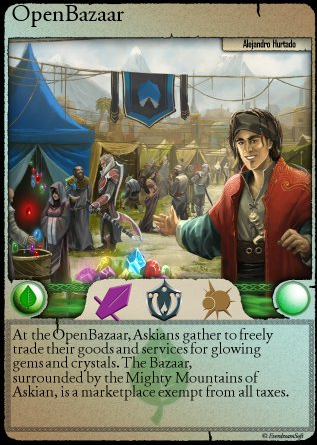 OpenBazaar
Alejandro Hurtado
At the OpenBazaar, Askians gather to freely
trade their goods and services for glowing
gems and crystals. The Bazaar,
surrounded by the Mighty Mountains of
Askian, is a marketplace exempt from all taxes.
© EverdreamSoft